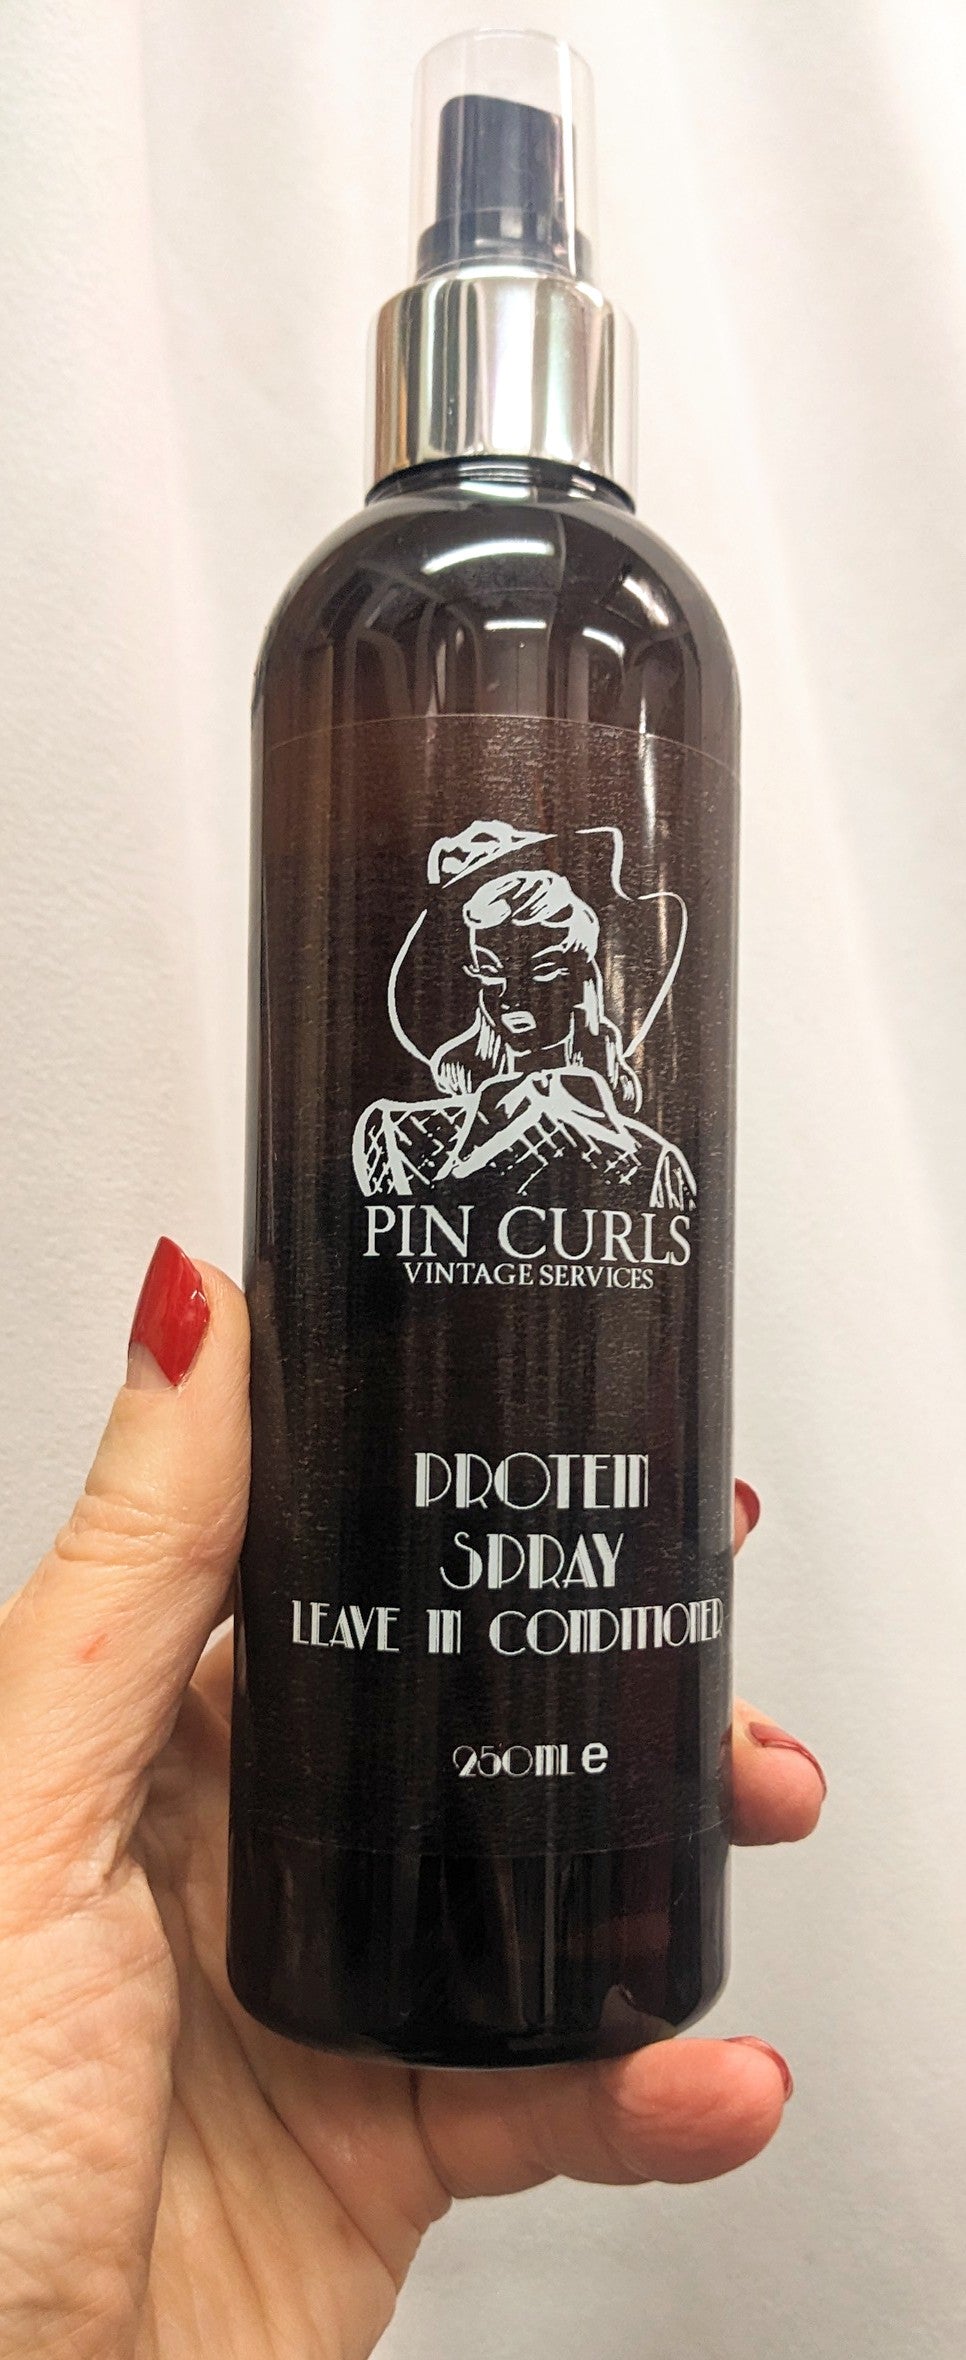 PIN CURLS
VINTAGE SERVICES
PROTEIN
SPRAY
LEAVE IN CONDITIONER
250ML e